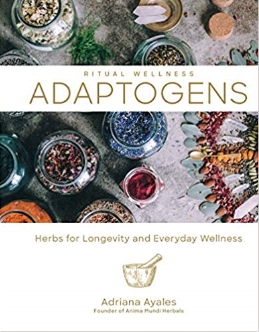 RITUAL WELLNESS
ADAPTOGENS
Herbs for Longevity and Everyday Wellness
Adriana Ayales
Founder of Anima Mundi Herbals